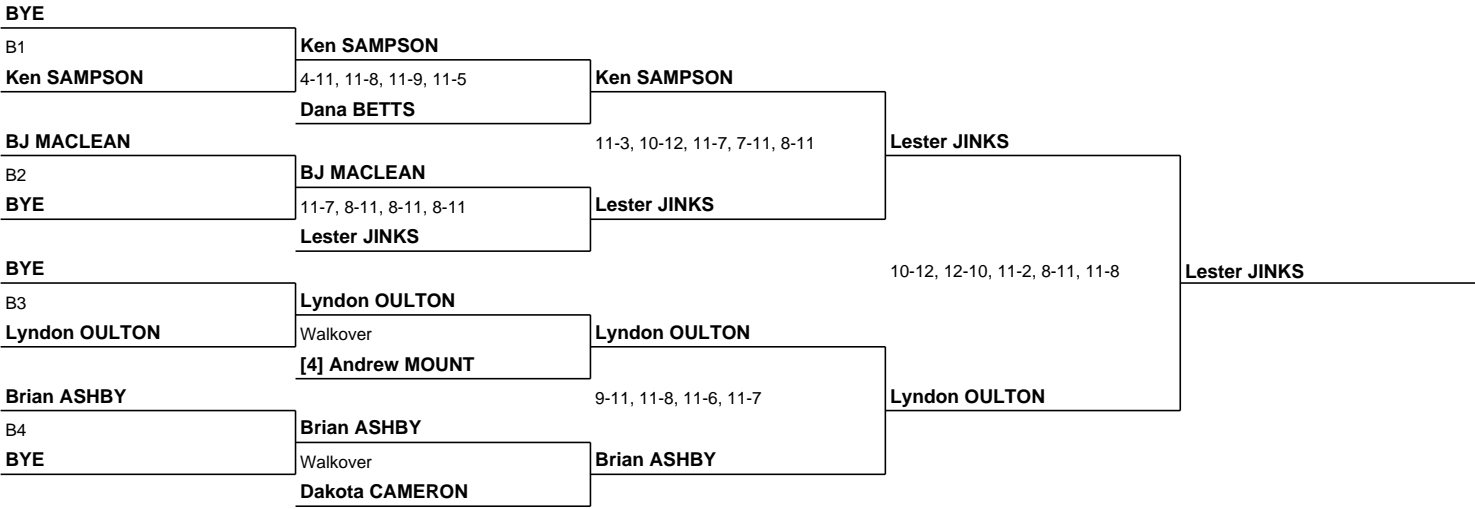 BYE
B1
Ken SAMPSON
Ken SAMPSON
4-11, 11-8, 11-9, 11-5
Ken SAMPSON
Dana BETTS
BJ MACLEAN
11-3, 10-12, 11-7, 7-11, 8-11
Lester JINKS
B2
BJ MACLEAN
BYE
11-7, 8-11, 8-11, 8-11
Lester JINKS
Lester JINKS
BYE
10-12, 12-10, 11-2, 8-11, 11-8
Lester JINKS
B3
Lyndon OULTON
Lyndon OULTON
Walkover
Lyndon OULTON
[4] Andrew MOUNT
Brian ASHBY
9-11, 11-8, 11-6, 11-7
Lyndon OULTON
B4
Brian ASHBY
BYE
Walkover
Brian ASHBY
Dakota CAMERON